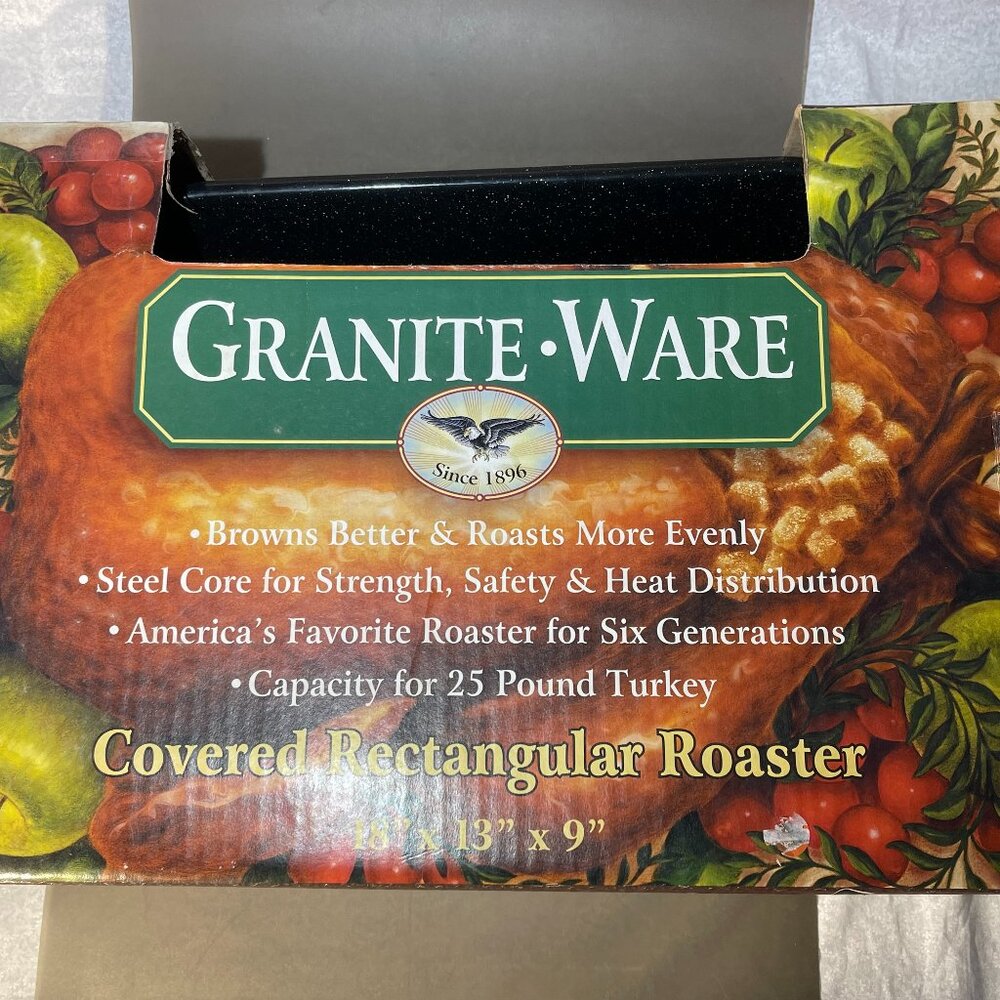 GRANITE·WARE
Since 1896
• Browns Better & Roasts More Evenly
• Steel Core for Strength, Safety & Heat Distribution
• America's Favorite Roaster for Six Generations
• Capacity for 25 Pound Turkey
Covered Rectangular Roaster
18" x 13" x 9"